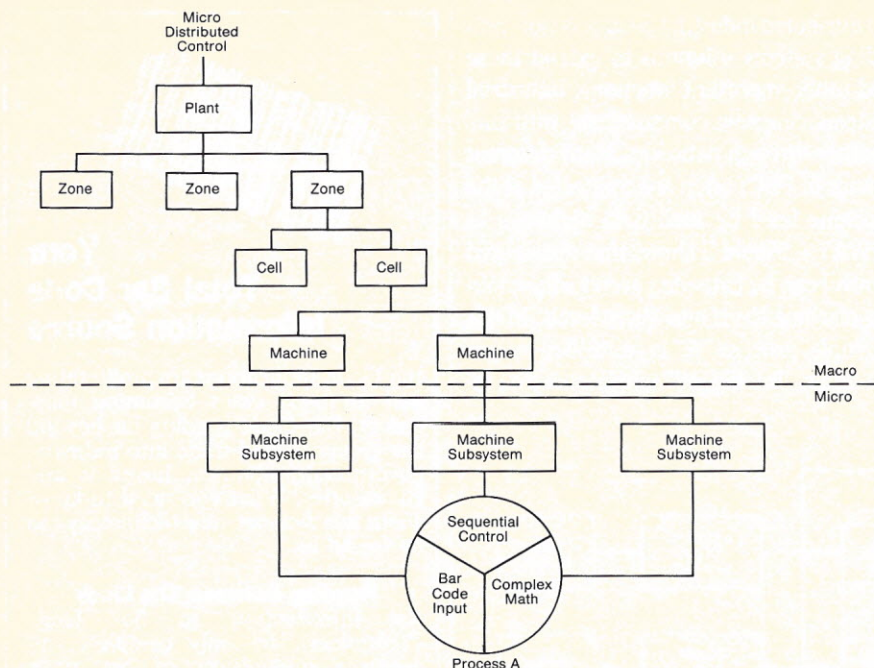 Micro
Distributed
Control
Plant
Zone
Zone
Zone
Cell
Cell
Machine
Machine
Macro
Micro
Machine
Subsystem
Machine
Subsystem
Machine
Subsystem
Sequential
Control
Bar
Code
Input
Complex
Math
Process A